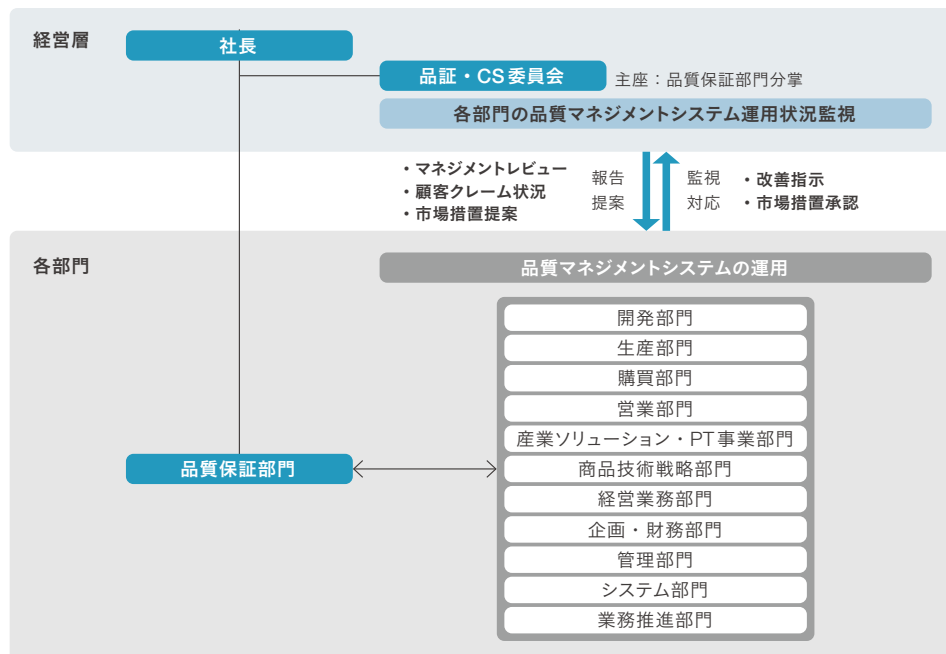 経営層
社長
品証・CS委員会
主座：品質保証部門分掌
各部門の品質マネジメントシステム運用状況監視
・マネジメントレビュー
・顧客クレーム状況
・市場措置提案
報告
提案
監視
対応
・改善指示
・市場措置承認
各部門
品質マネジメントシステムの運用
開発部門
生産部門
購買部門
営業部門
産業ソリューション・PT事業部門
商品技術戦略部門
経営業務部門
企画・財務部門
管理部門
システム部門
業務推進部門
品質保証部門